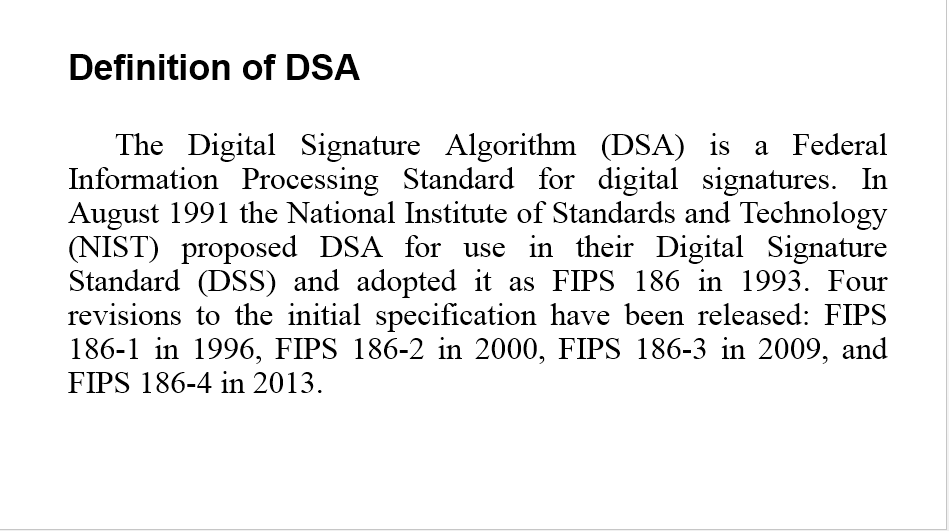 Definition of DSA
The Digital Signature Algorithm (DSA) is a Federal
Information Processing Standard for digital signatures. In
August 1991 the National Institute of Standards and Technology
(NIST) proposed DSA for use in their Digital Signature
Standard (DSS) and adopted it as FIPS 186 in 1993. Four
revisions to the initial specification have been released: FIPS
186-1 in 1996, FIPS 186-2 in 2000, FIPS 186-3 in 2009, and
FIPS 186-4 in 2013.